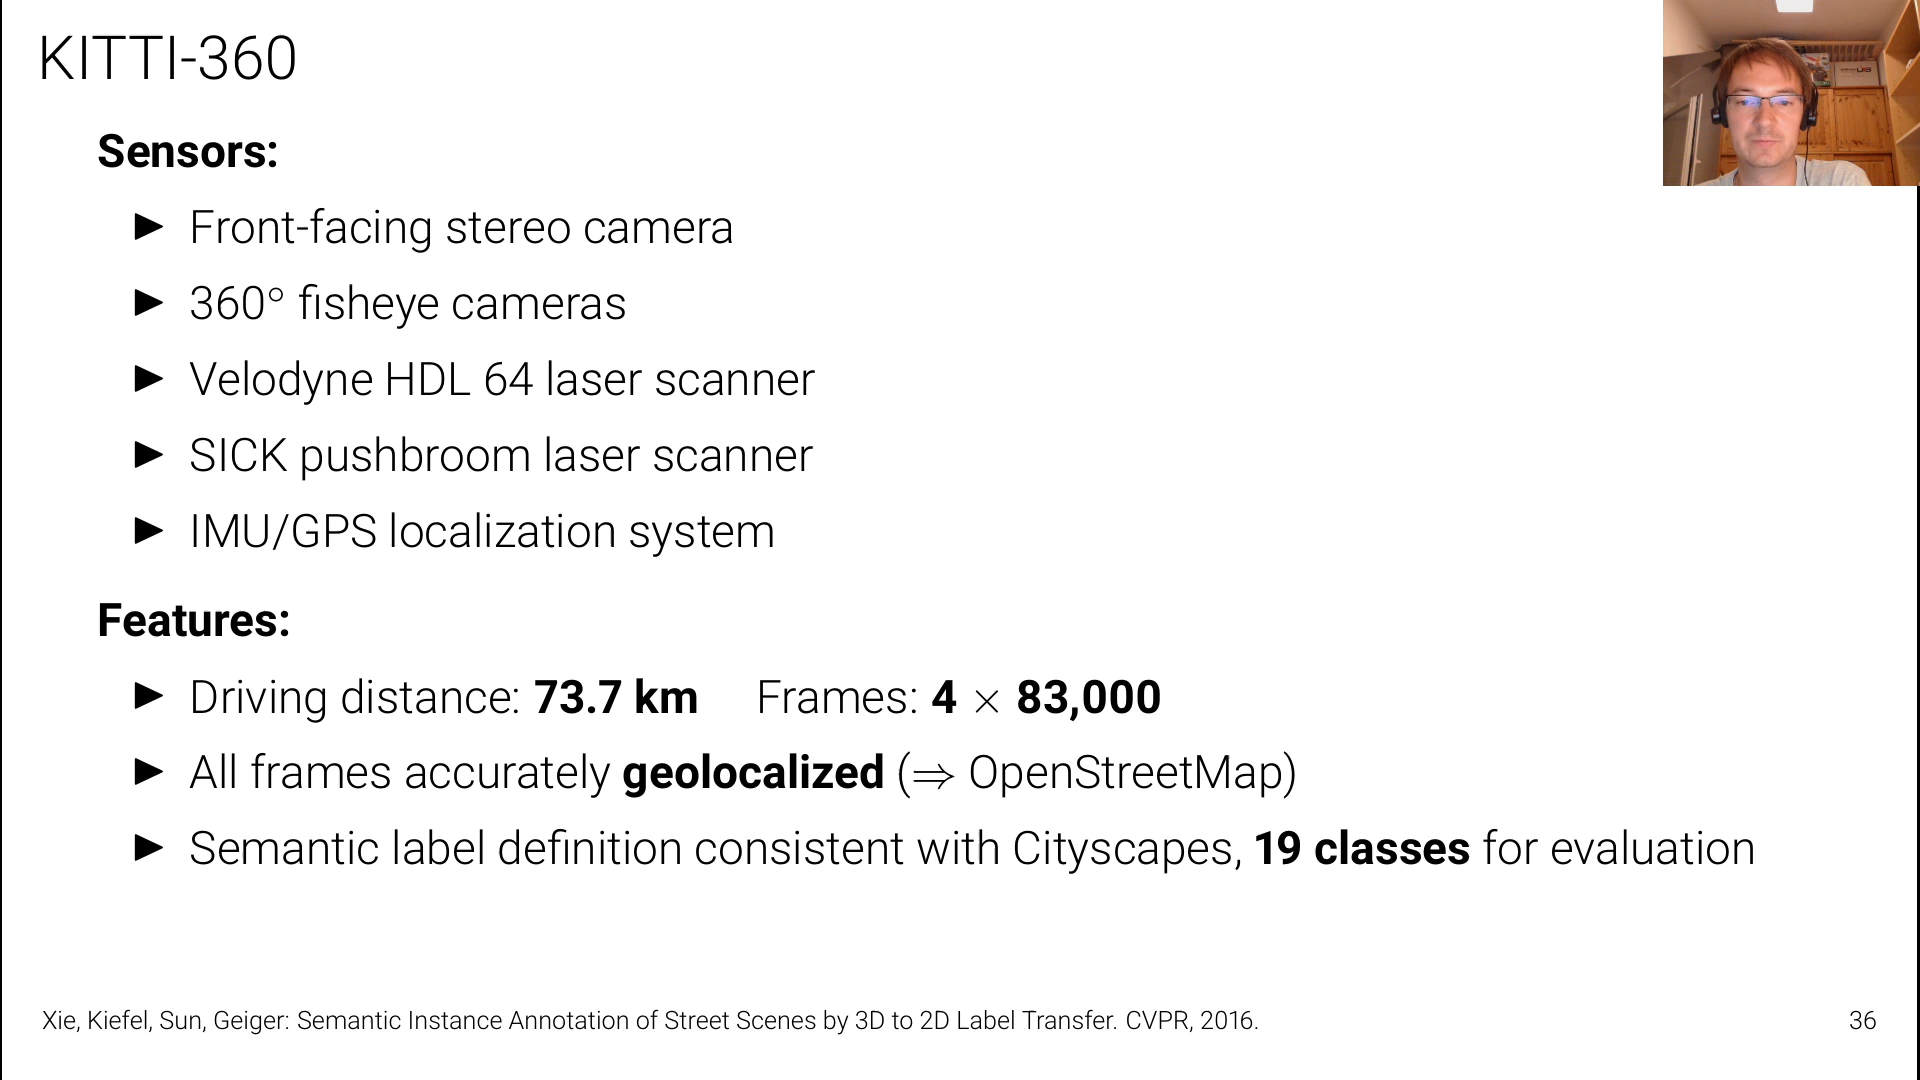 KITTI-360
Sensors:
▶ Front-facing stereo camera
▶ 360° fisheye cameras
▶ Velodyne HDL 64 laser scanner
▶ SICK pushbroom laser scanner
▶ IMU/GPS localization system
Features:
▶ Driving distance: 73.7 km Frames: 4 × 83,000
▶ All frames accurately geolocalized (⇒ OpenStreetMap)
▶ Semantic label definition consistent with Cityscapes, 19 classes for evaluation
Xie, Kiefel, Sun, Geiger: Semantic Instance Annotation of Street Scenes by 3D to 2D Label Transfer. CVPR, 2016.
36